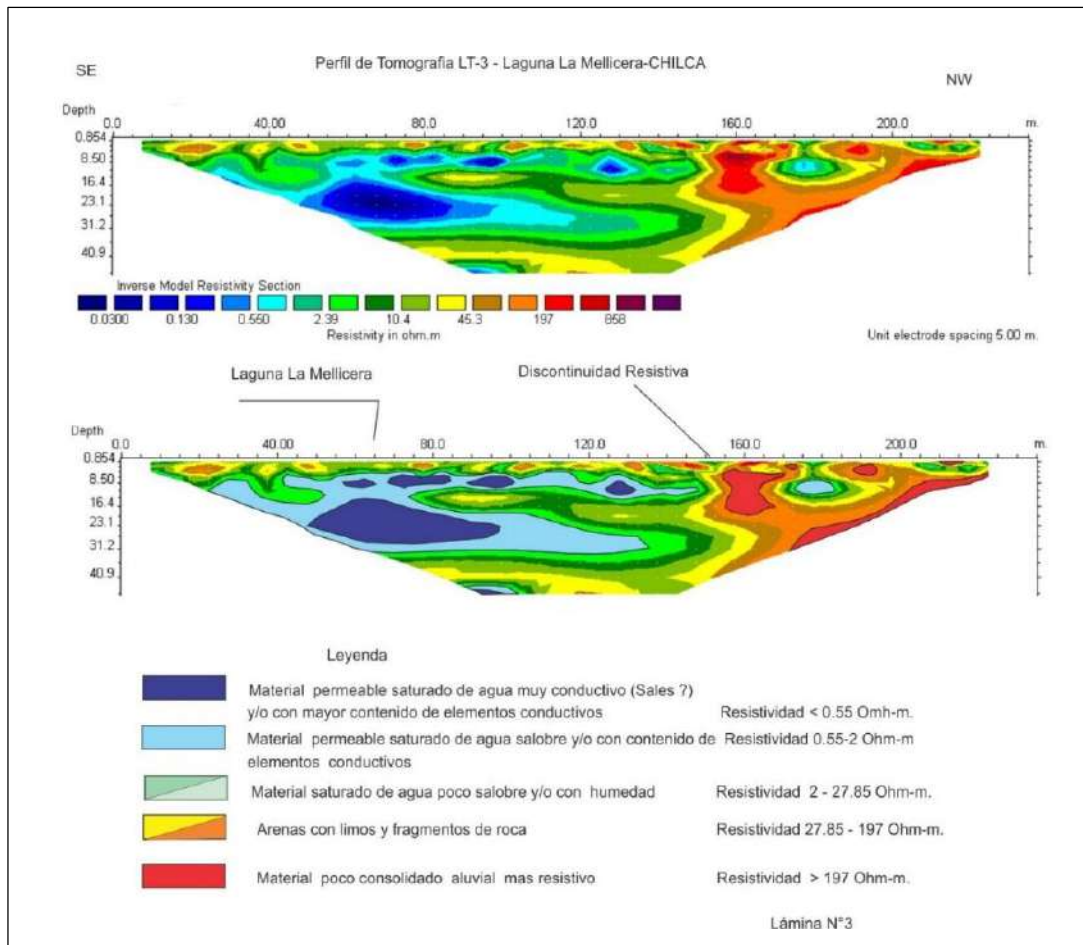 Perfil de Tomografía LT-3 - Laguna La Mellicera-CHILCA
SE
NW
Depth
0.0 40.00 80.0 120.0 160.0 200.0 m.
0.854
8.50
16.4
23.1
31.2
40.9
Inverse Model Resistivity Section
0.0300 0.130 0.560 2.39 10.4 45.3 197 858
Resistivity in ohm.m
Unit electrode spacing 5.00 m.
Laguna La Mellicera
Discontinuidad Resistiva
Depth
0.0 40.00 80.0 120.0 160.0 200.0 m.
0.854
8.50
16.4
23.1
31.2
40.9
Leyenda
Material permeable saturado de agua muy conductivo (Sales ?)
y/o con mayor contenido de elementos conductivos Resistividad < 0.55 Omh-m.
Material permeable saturado de agua salobre y/o con contenido de Resistividad 0.55-2 Ohm-m
elementos conductivos
Material saturado de agua poco salobre y/o con humedad Resistividad 2 - 27.85 Ohm-m.
Arenas con limos y fragmentos de roca Resistividad 27.85 - 197 Ohm-m.
Material poco consolidado aluvial mas resistivo Resistividad > 197 Ohm-m.
Lámina N°3